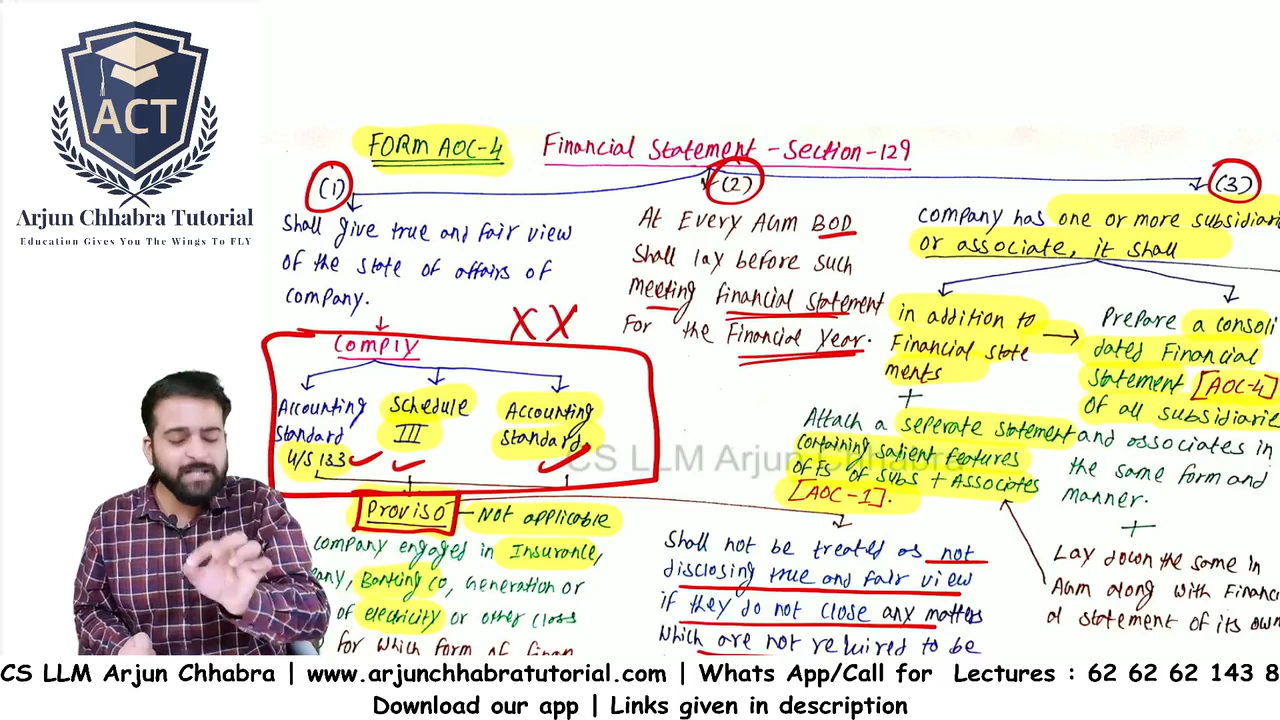 ACT
Arjun Chhabra Tutorial
Education Gives You The Wings To FLY
FORM AOC-4
Financial Statement - Section-129
(1)
Shall give true and fair view
of the state of affairs of
company.
XX
Comply
Accounting
Standard
U/S 133
Schedule
III
Accounting
Standard
Proviso
Not applicable
company engaged in Insurance,
Banking Co, Generation or
of electricity or other class
for which form of finan
(2)
At Every AGM BOD
Shall lay before such
meeting financial statement
For the Financial Year.
(3)
company has one or more subsidiari
or associate, it shall
in addition to
Financial state
ments
+
Attach a seperate statement
containing salient features
of FS of subs + Associates
[AOC-1].
Prepare a consoli
dated Financial
Statement [AOC-4]
of all subsidiarie
and associates in
the same form and
manner.
+
Lay down the same in
AGM along with Financi
al statement of its own
Shall not be treated as not
disclosing true and fair view
if they do not close any matters
which are not required to be
CS LLM Arjun Chhabra
CS LLM Arjun Chhabra | www.arjunchhabratutorial.com | Whats App/Call for Lectures : 62 62 62 143 8
Download our app | Links given in description